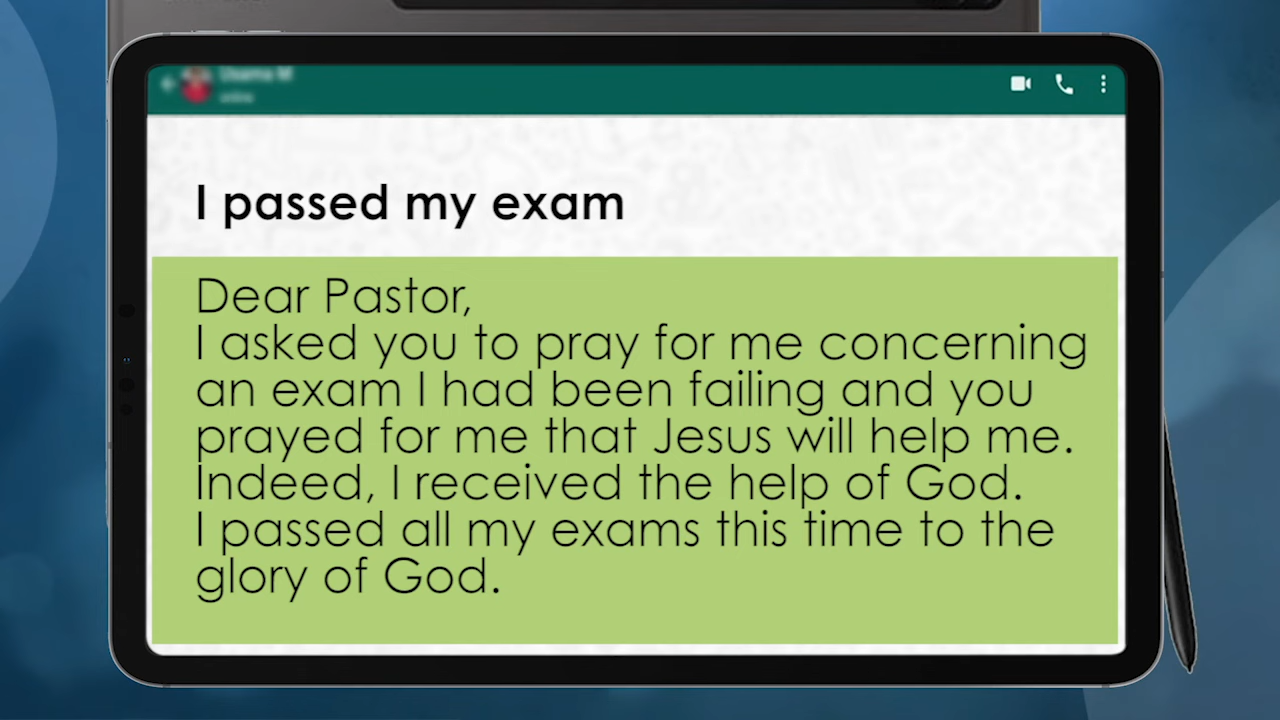 I passed my exam
Dear Pastor,
I asked you to pray for me concerning
an exam I had been failing and you
prayed for me that Jesus will help me.
Indeed, I received the help of God.
I passed all my exams this time to the
glory of God.